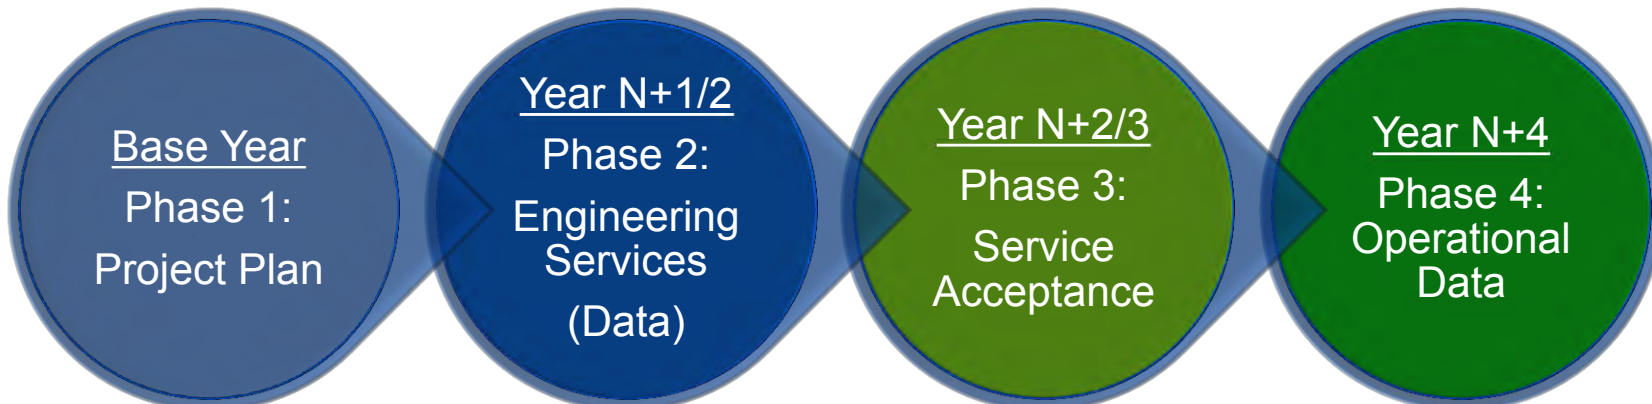 Base Year
Phase 1:
Project Plan
Year N+1/2
Phase 2:
Engineering
Services
(Data)
Year N+2/3
Phase 3:
Service
Acceptance
Year N+4
Phase 4:
Operational
Data